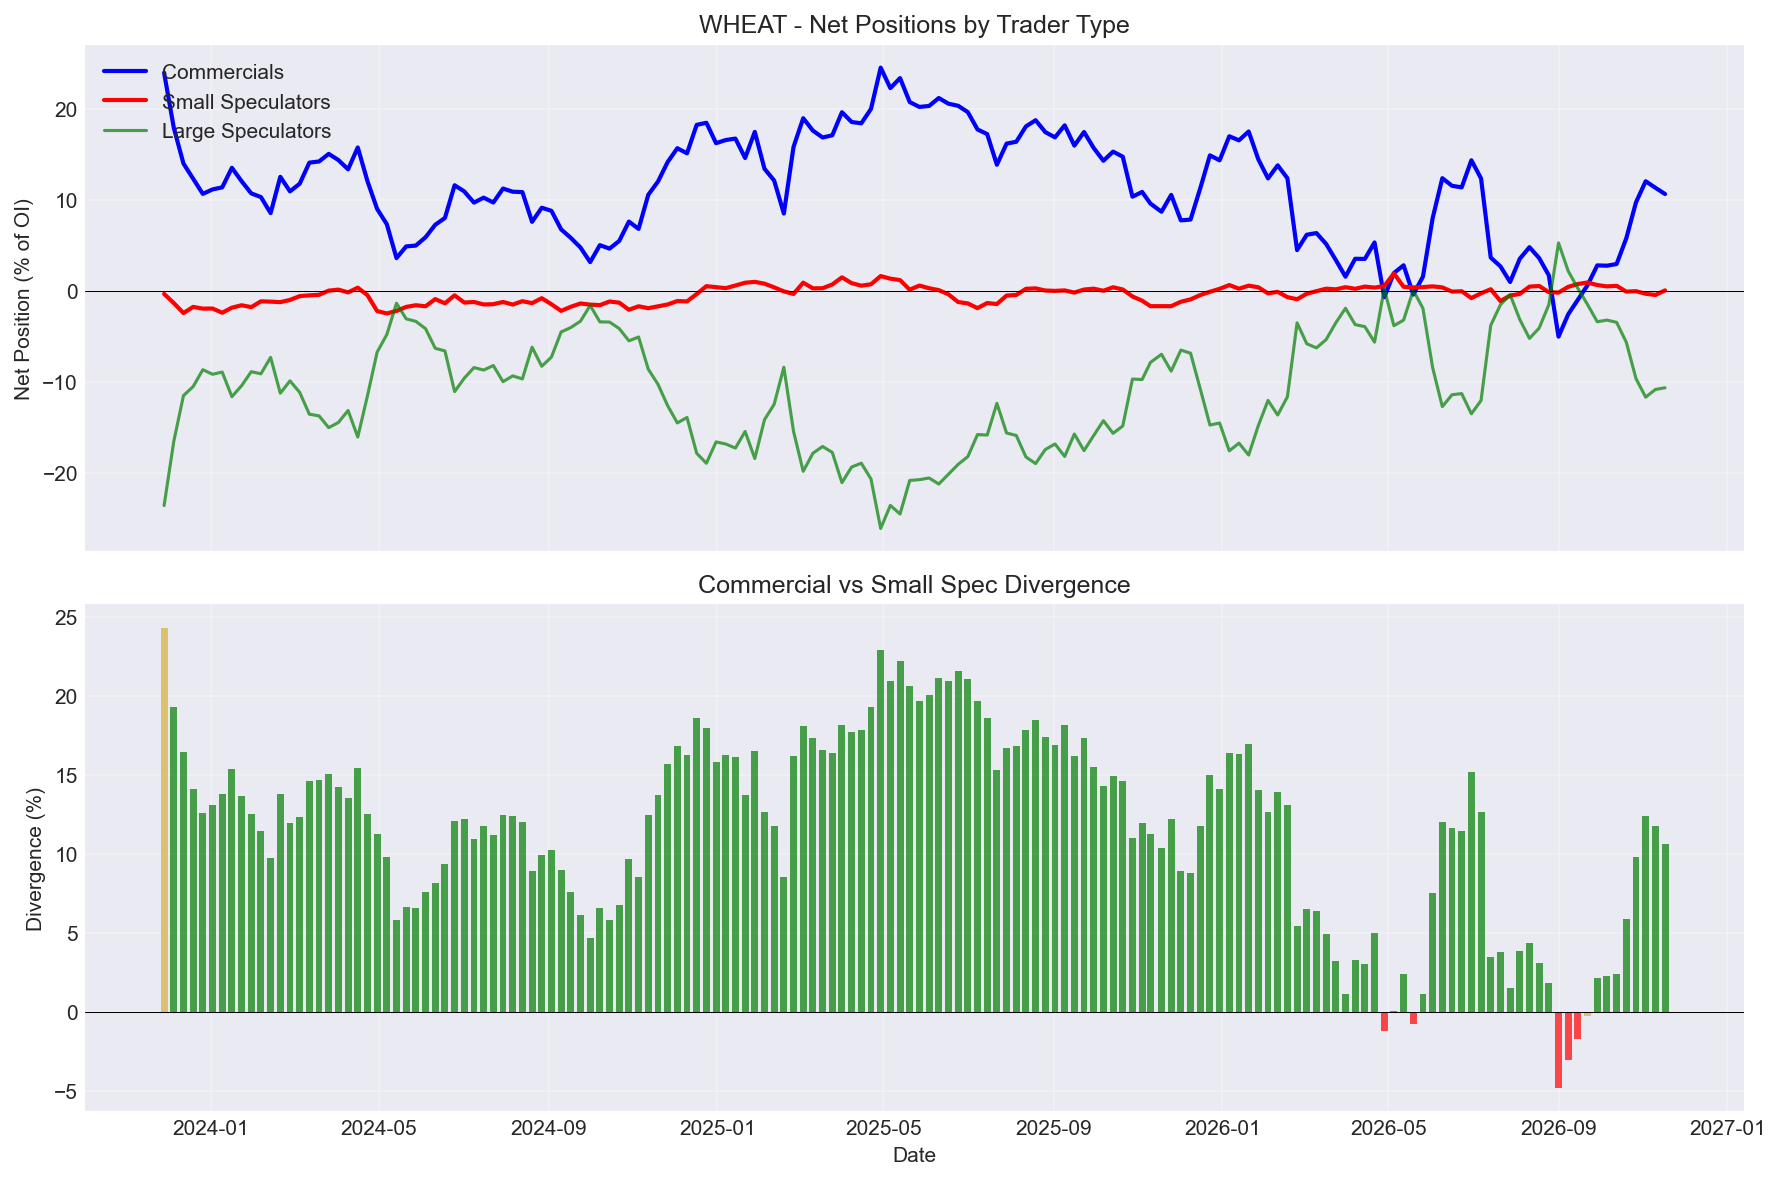 WHEAT - Net Positions by Trader Type
Commercials
Small Speculators
Large Speculators
Net Position (% of OI)
20
10
0
−10
−20
Commercial vs Small Spec Divergence
Divergence (%)
25
20
15
10
5
0
−5
2024-01
2024-05
2024-09
2025-01
2025-05
2025-09
2026-01
2026-05
2026-09
2027-01
Date